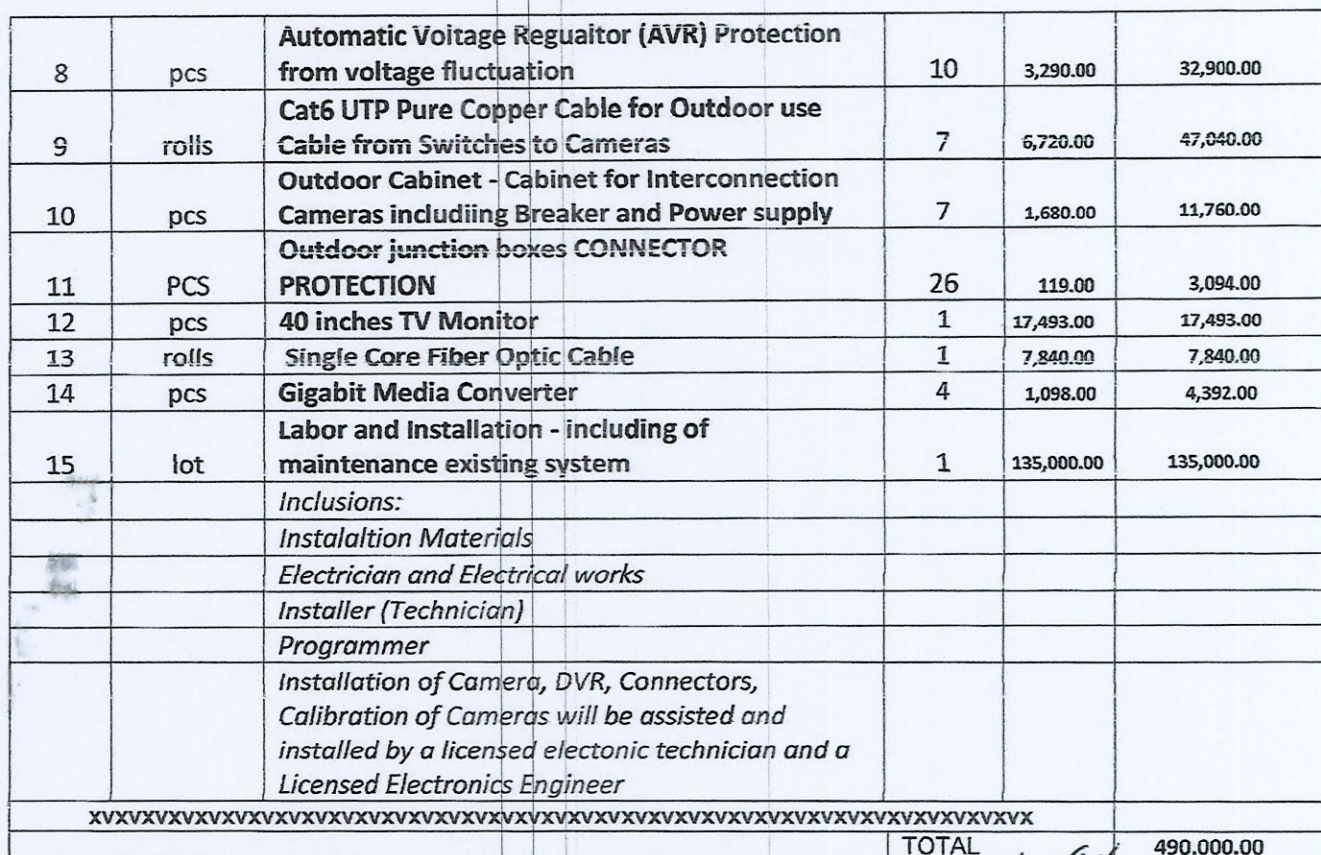 Automatic Voltage Regualtor (AVR) Protection
8 pcs from voltage fluctuation 10 3,290.00 32,900.00
Cat6 UTP Pure Copper Cable for Outdoor use
9 rolls Cable from Switches to Cameras 7 6,720.00 47,040.00
Outdoor Cabinet - Cabinet for Interconnection
10 pcs Cameras includiing Breaker and Power supply 7 1,680.00 11,760.00
Outdoor junction boxes CONNECTOR
11 PCS PROTECTION 26 119.00 3,094.00
12 pcs 40 inches TV Monitor 1 17,493.00 17,493.00
13 rolls Single Core Fiber Optic Cable 1 7,840.00 7,840.00
14 pcs Gigabit Media Converter 4 1,098.00 4,392.00
Labor and Installation - including of
15 lot maintenance existing system 1 135,000.00 135,000.00
Inclusions:
Instalaltion Materials
Electrician and Electrical works
Installer (Technician)
Programmer
Installation of Camera, DVR, Connectors,
Calibration of Cameras will be assisted and
installed by a licensed electonic technician and a
Licensed Electronics Engineer
xvxvxvxvxvxvxvxvxvxvxvxvxvxvxvxvxvxvxvxvxvxvxvxvxvxvxvxvxvxvxvxvxvxvxvx
TOTAL 490,000.00